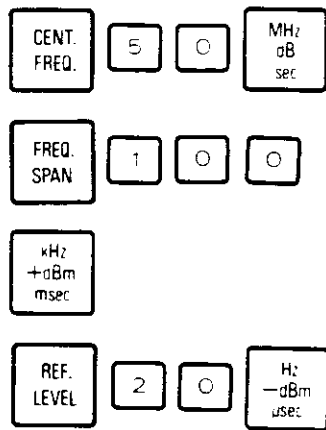 CENT. FREQ. 5 0 MHz dB sec
FREQ. SPAN 1 0 0
kHz +dBm msec
REF. LEVEL 2 0 Hz −dBm μsec